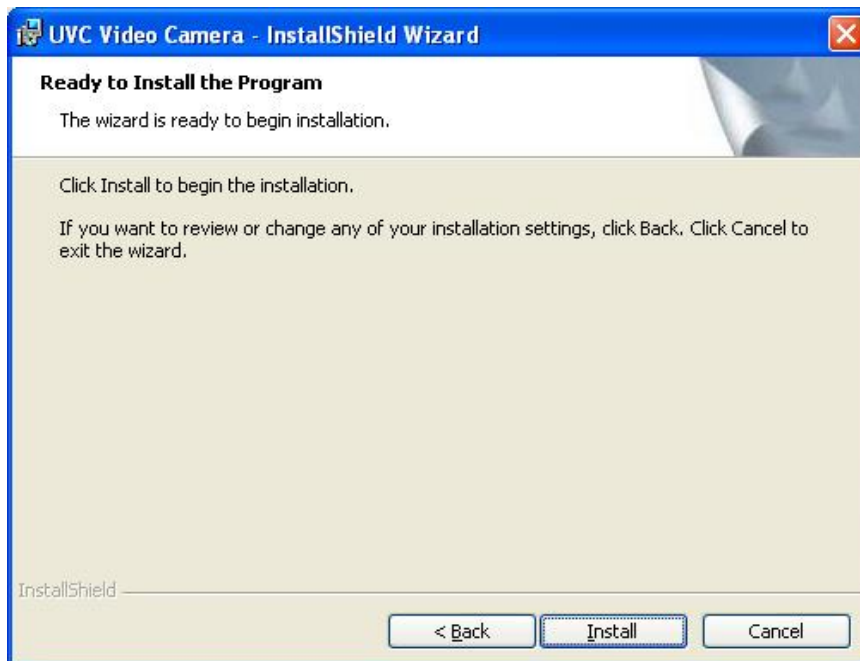 UVC Video Camera - InstallShield Wizard
Ready to Install the Program
The wizard is ready to begin installation.
Click Install to begin the installation.
If you want to review or change any of your installation settings, click Back. Click Cancel to
exit the wizard.
InstallShield
< Back Install Cancel